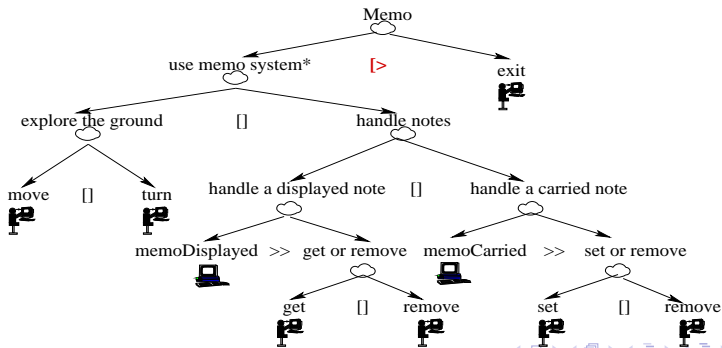 Memo
use memo system* [> exit
explore the ground [] handle notes
move [] turn handle a displayed note [] handle a carried note
memoDisplayed >> get or remove memoCarried >> set or remove
get [] remove set [] remove